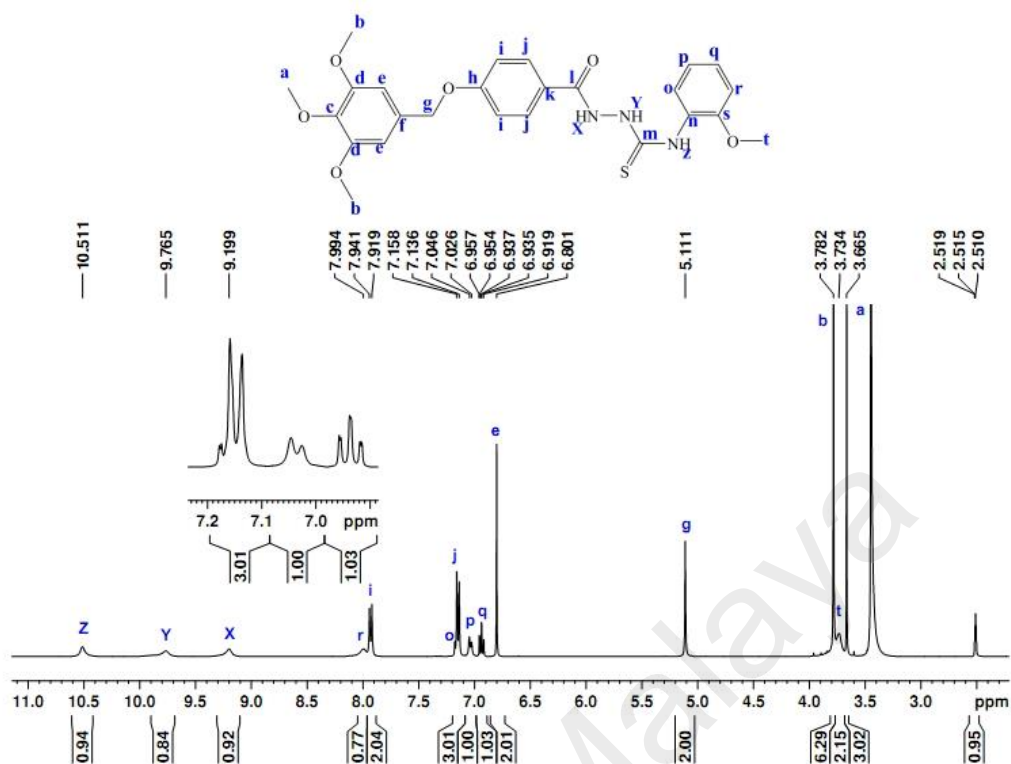 b
i j O p q
a O d e h l o r
O c g O k Y n s
f NH NH m NH O t
d e i j X z
O S
b
10.511
9.765
9.199
7.994
7.941
7.919
7.158
7.136
7.046
7.026
6.957
6.954
6.937
6.935
6.919
6.801
5.111
3.782
3.734
3.665
2.519
2.515
2.510
b a
e
7.2 7.1 7.0 ppm
3.01 1.00 1.03
g
j
i
t
Z Y X r o p q
11.0 10.5 10.0 9.5 9.0 8.5 8.0 7.5 7.0 6.5 6.0 5.5 5.0 4.5 4.0 3.5 3.0 ppm
0.94 0.84 0.92 0.77 2.04 3.01 1.00 1.03 2.01 2.00 6.29 2.15 3.02 0.95
Malaya